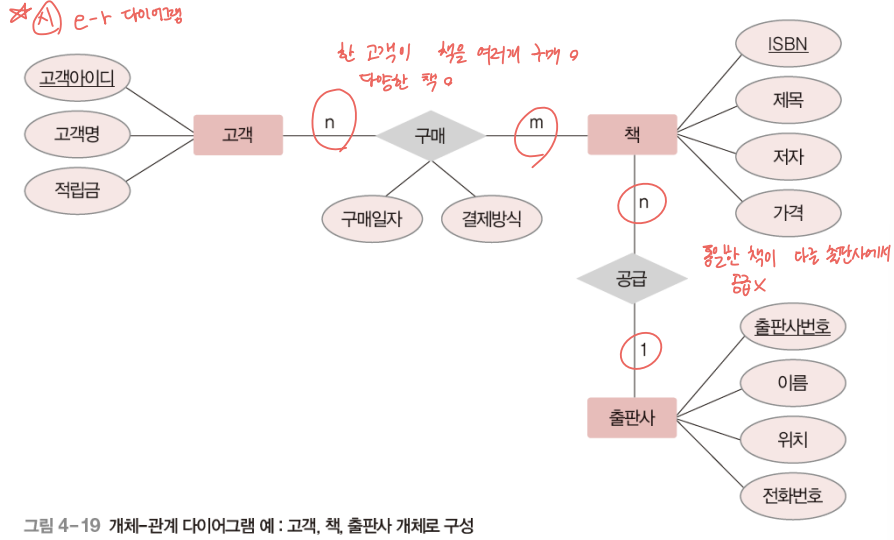 ☆ 시 e-r 다이어그램
한 고객이 책을 여러개 구매 o
다양한 책 o
고객아이디
고객명
적립금
고객
n
구매
m
책
구매일자
결제방식
ISBN
제목
저자
가격
n
공급
1
동일한 책이 다른 출판사에서
공급 X
출판사
출판사번호
이름
위치
전화번호
그림 4-19 개체-관계 다이어그램 예 : 고객, 책, 출판사 개체로 구성